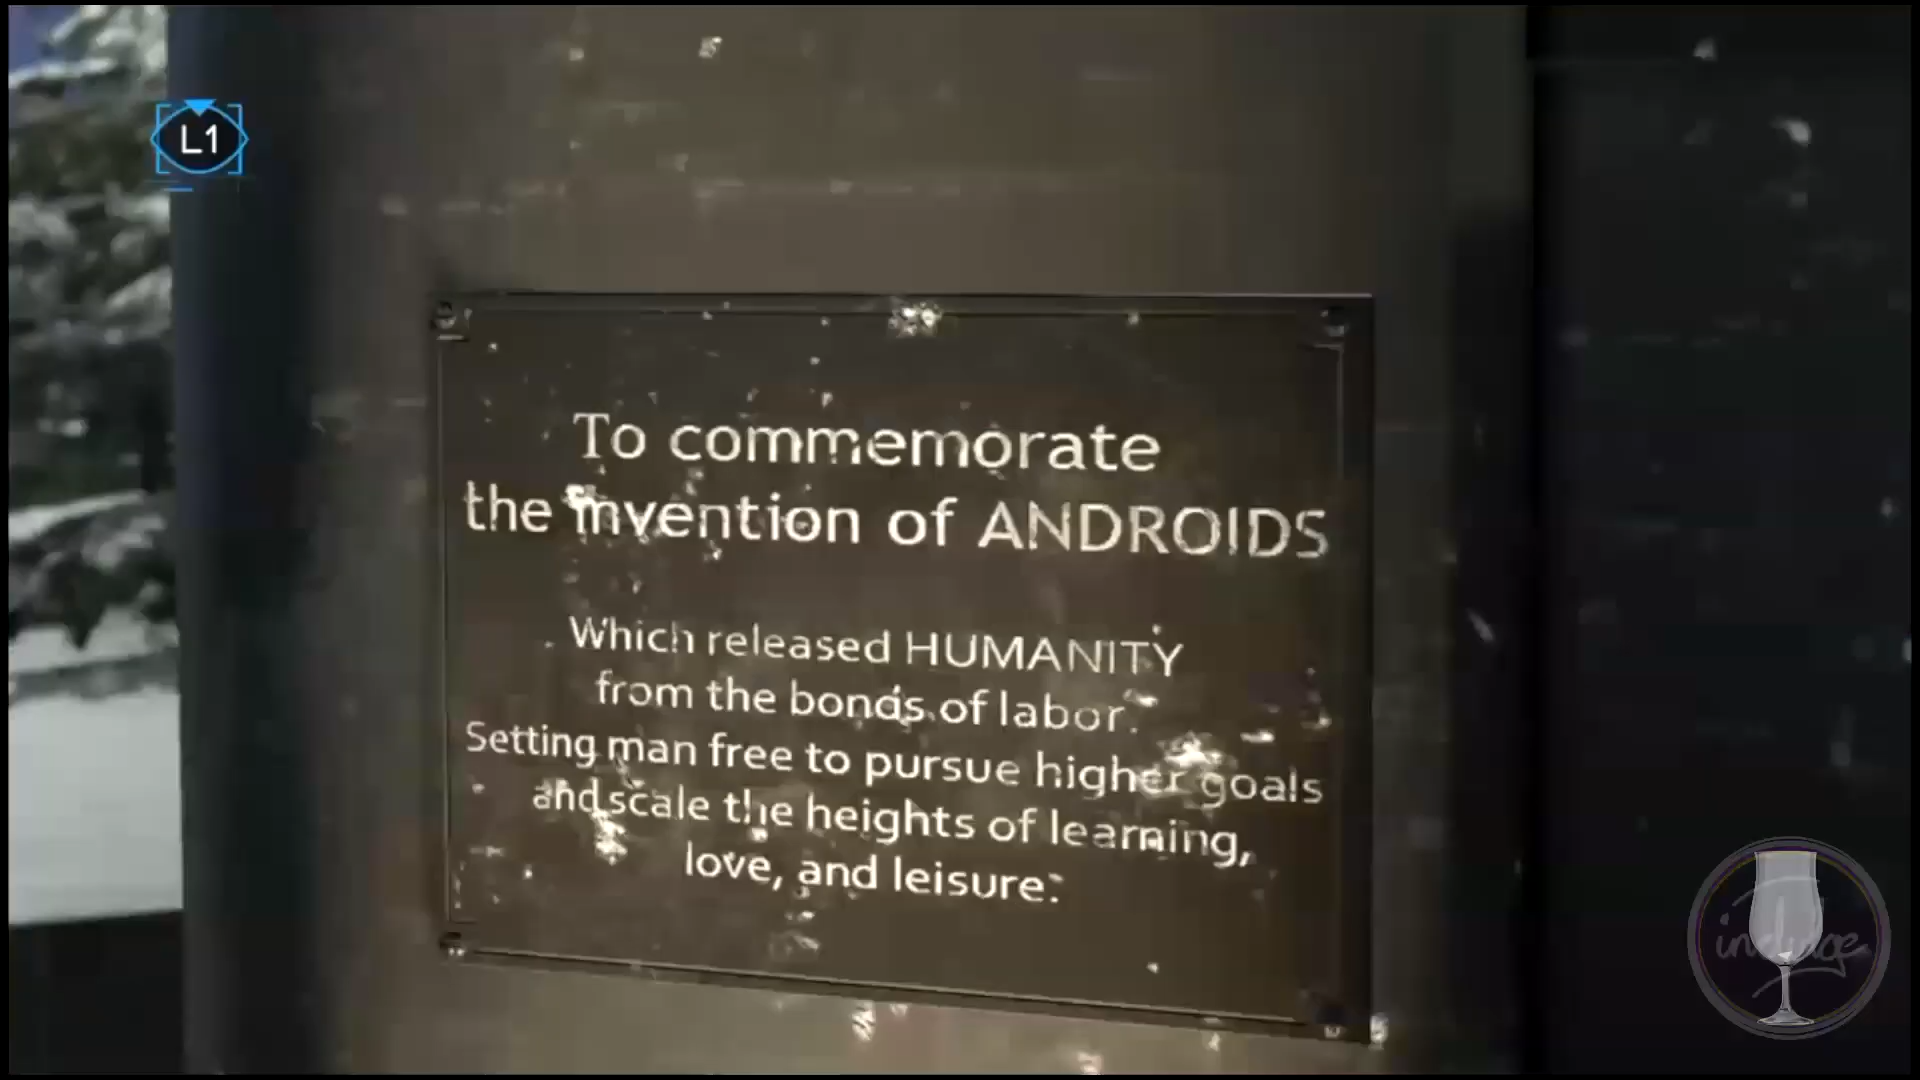 L1
To commemorate
the invention of ANDROIDS
Which released HUMANITY
from the bonds of labor.
Setting man free to pursue higher goals
and scale the heights of learning,
love, and leisure.
indulge